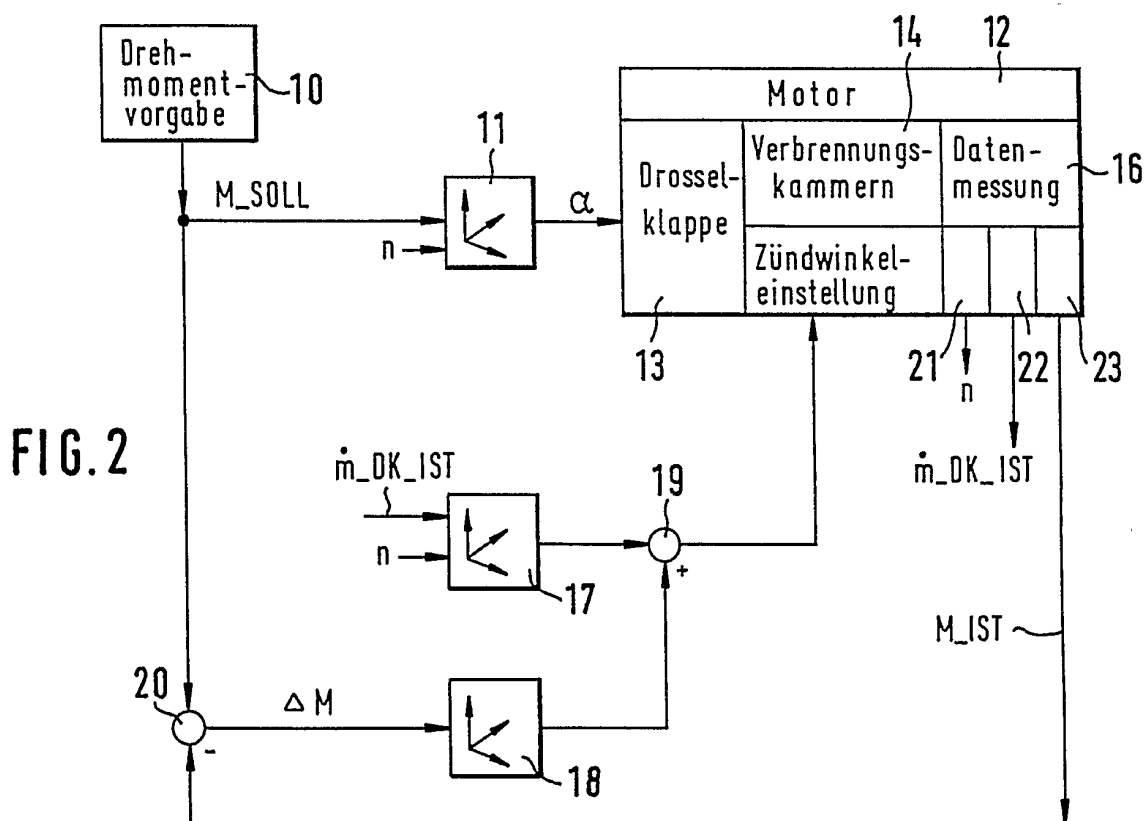 Dreh-
moment-
vorgabe
10
M_SOLL
n
11
α
14
12
Motor
Drossel-
klappe
Verbrennungs-
kammern
Daten-
messung
16
Zündwinkel-
einstellung
13
21
22
23
n
ṁ_DK_IST
FIG. 2
ṁ_DK_IST
n
17
19
+
M_IST
20
-
Δ M
18